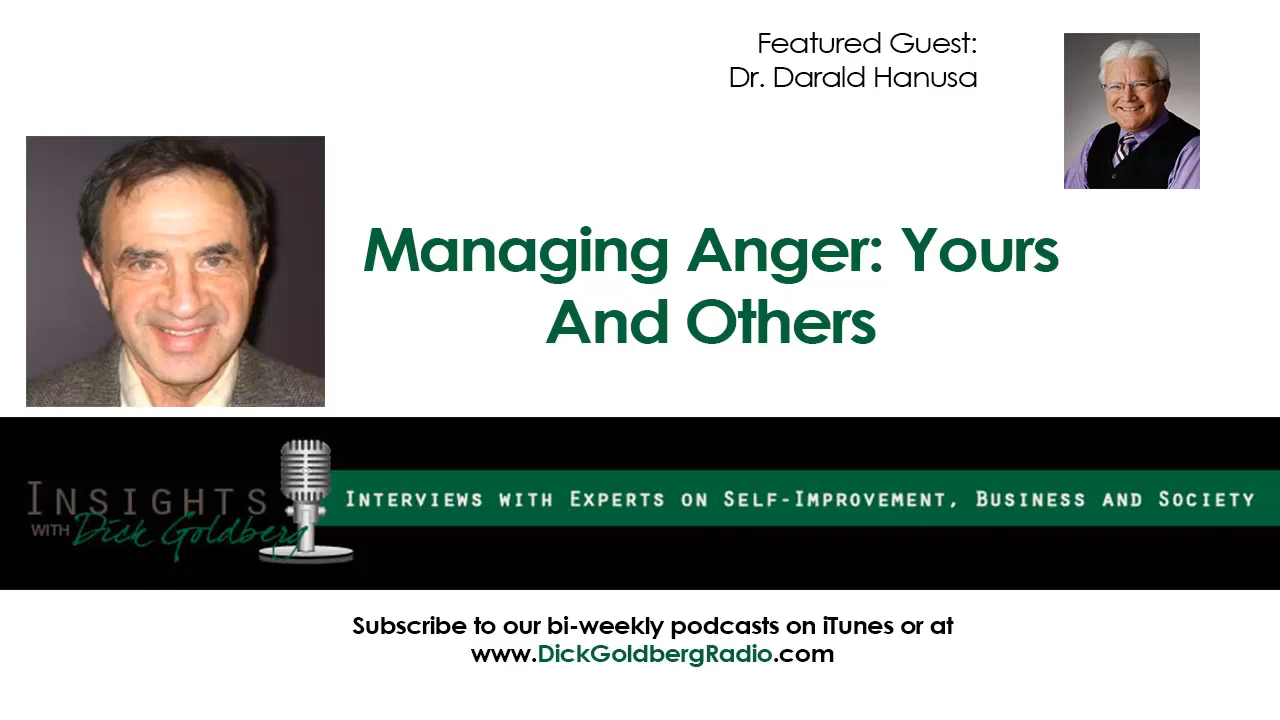 Featured Guest:
Dr. Darald Hanusa
Managing Anger: Yours
And Others
INSIGHTS
WITH Dick Goldberg
INTERVIEWS WITH EXPERTS ON SELF-IMPROVEMENT, BUSINESS AND SOCIETY
Subscribe to our bi-weekly podcasts on iTunes or at
www.DickGoldbergRadio.com